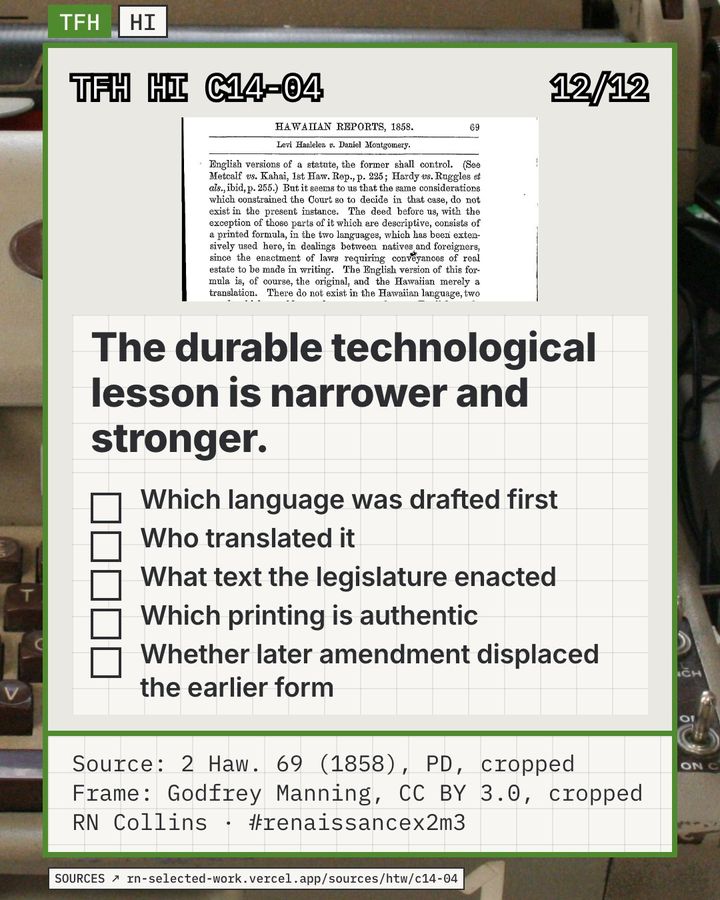 TFH HI
TFH HI C14-04 12/12
HAWAIIAN REPORTS, 1858. 69
Levi Haalelea v. Daniel Montgomery.
English versions of a statute, the former shall control. (See
Metcalf vs. Kahai, 1st Haw. Rep., p. 225; Hardy vs. Ruggles et
als., ibid, p. 255.) But it seems to us that the same considerations
which constrained the Court so to decide in that case, do not
exist in the present instance. The deed before us, with the
exception of those parts of it which are descriptive, consists of
a printed formula, in the two languages, which has been exten-
sively used here, in dealings between natives and foreigners,
since the enactment of laws requiring conveyances of real
estate to be made in writing. The English version of this for-
mula is, of course, the original, and the Hawaiian merely a
translation. There do not exist in the Hawaiian language, two
The durable technological
lesson is narrower and
stronger.
Which language was drafted first
Who translated it
What text the legislature enacted
Which printing is authentic
Whether later amendment displaced
the earlier form
Source: 2 Haw. 69 (1858), PD, cropped
Frame: Godfrey Manning, CC BY 3.0, cropped
RN Collins · #renaissancex2m3
SOURCES ↗ rn-selected-work.vercel.app/sources/htw/c14-04
T
V